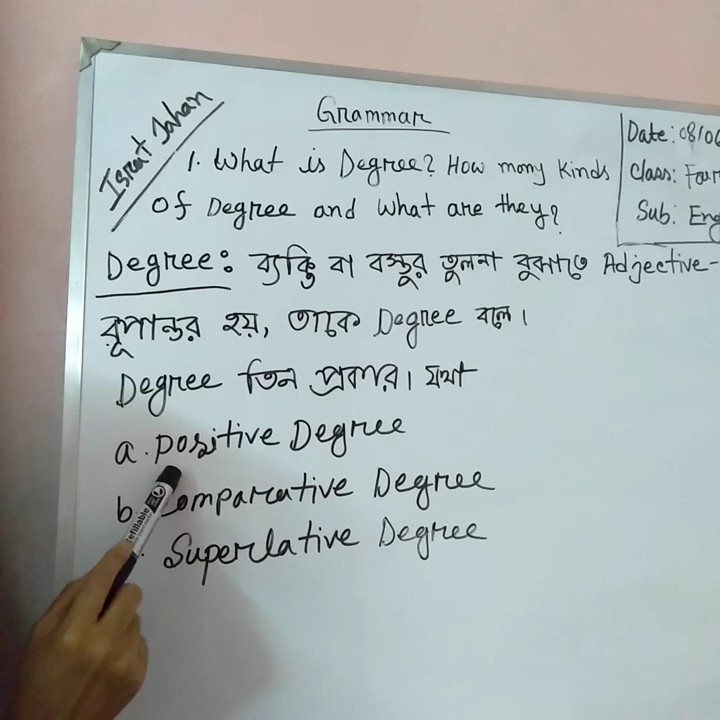 Israt Jahan
Grammar
Date: 08/06
Class: Four
Sub: Eng
1. What is Degree? How many kinds
of Degree and what are they?
Degree: ব্যক্তি বা বস্তুর তুলনা বুঝাতে Adjective-
রূপান্তর হয়, তাকে Degree বলে।
Degree তিন প্রকার। যথা
a. positive Degree
b Comparative Degree
Superlative Degree
refillable